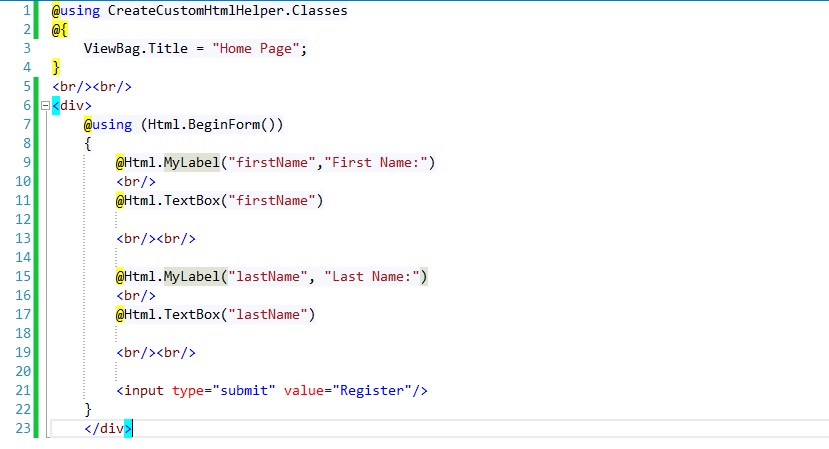 1 @using CreateCustomHtmlHelper.Classes
2 @{
3 ViewBag.Title = "Home Page";
4 }
5 <br/><br/>
6 <div>
7 @using (Html.BeginForm())
8 {
9 @Html.MyLabel("firstName","First Name:")
10 <br/>
11 @Html.TextBox("firstName")
12
13 <br/><br/>
14
15 @Html.MyLabel("lastName", "Last Name:")
16 <br/>
17 @Html.TextBox("lastName")
18
19 <br/><br/>
20
21 <input type="submit" value="Register"/>
22 }
23 </div>